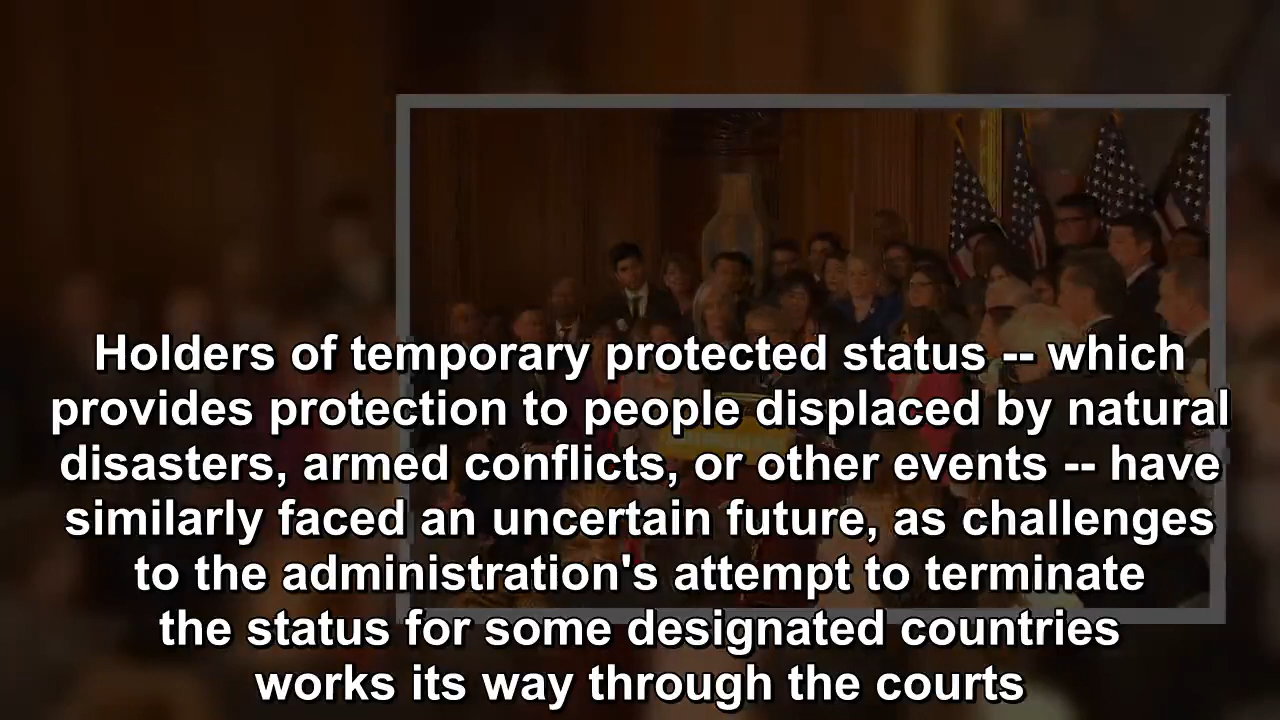 Holders of temporary protected status -- which
provides protection to people displaced by natural
disasters, armed conflicts, or other events -- have
similarly faced an uncertain future, as challenges
to the administration's attempt to terminate
the status for some designated countries
works its way through the courts